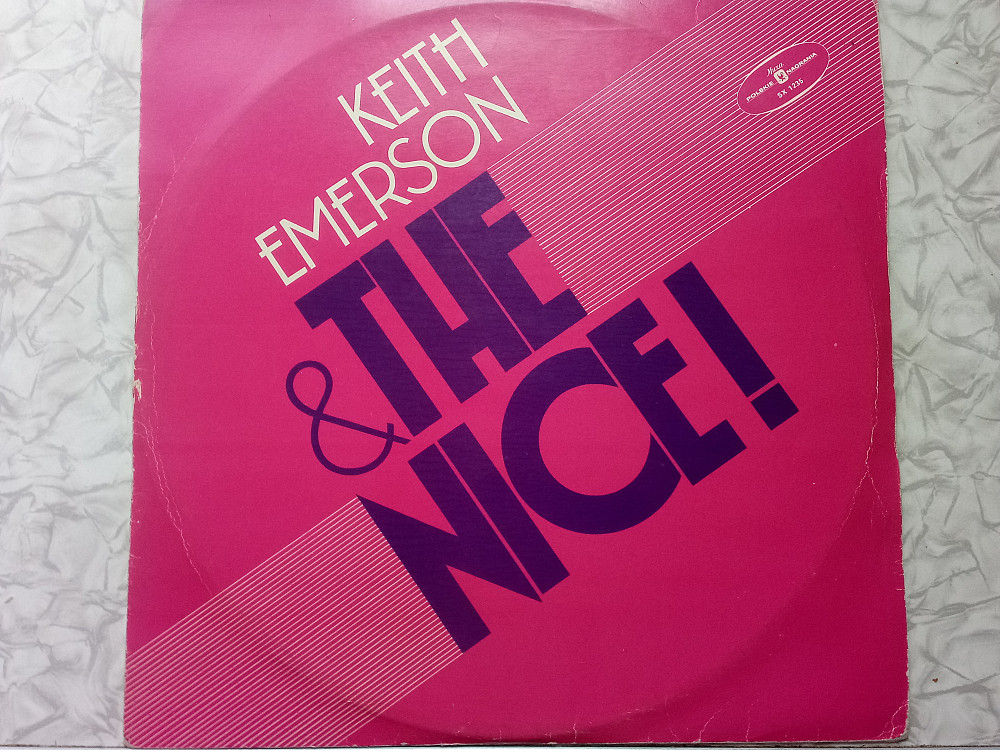 KEITH
EMERSON
& THE
NICE!
Muza
POLSKIE NAGRANIA
SX 1235